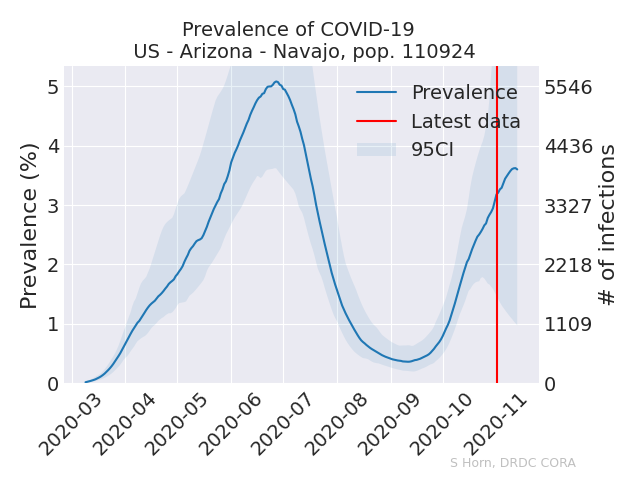 Prevalence of COVID-19
US - Arizona - Navajo, pop. 110924
Prevalence (%)
5
4
3
2
1
0
Prevalence
Latest data
95CI
5546
4436
3327
2218
1109
0
# of infections
2020-03
2020-04
2020-05
2020-06
2020-07
2020-08
2020-09
2020-10
2020-11
S Horn, DRDC CORA